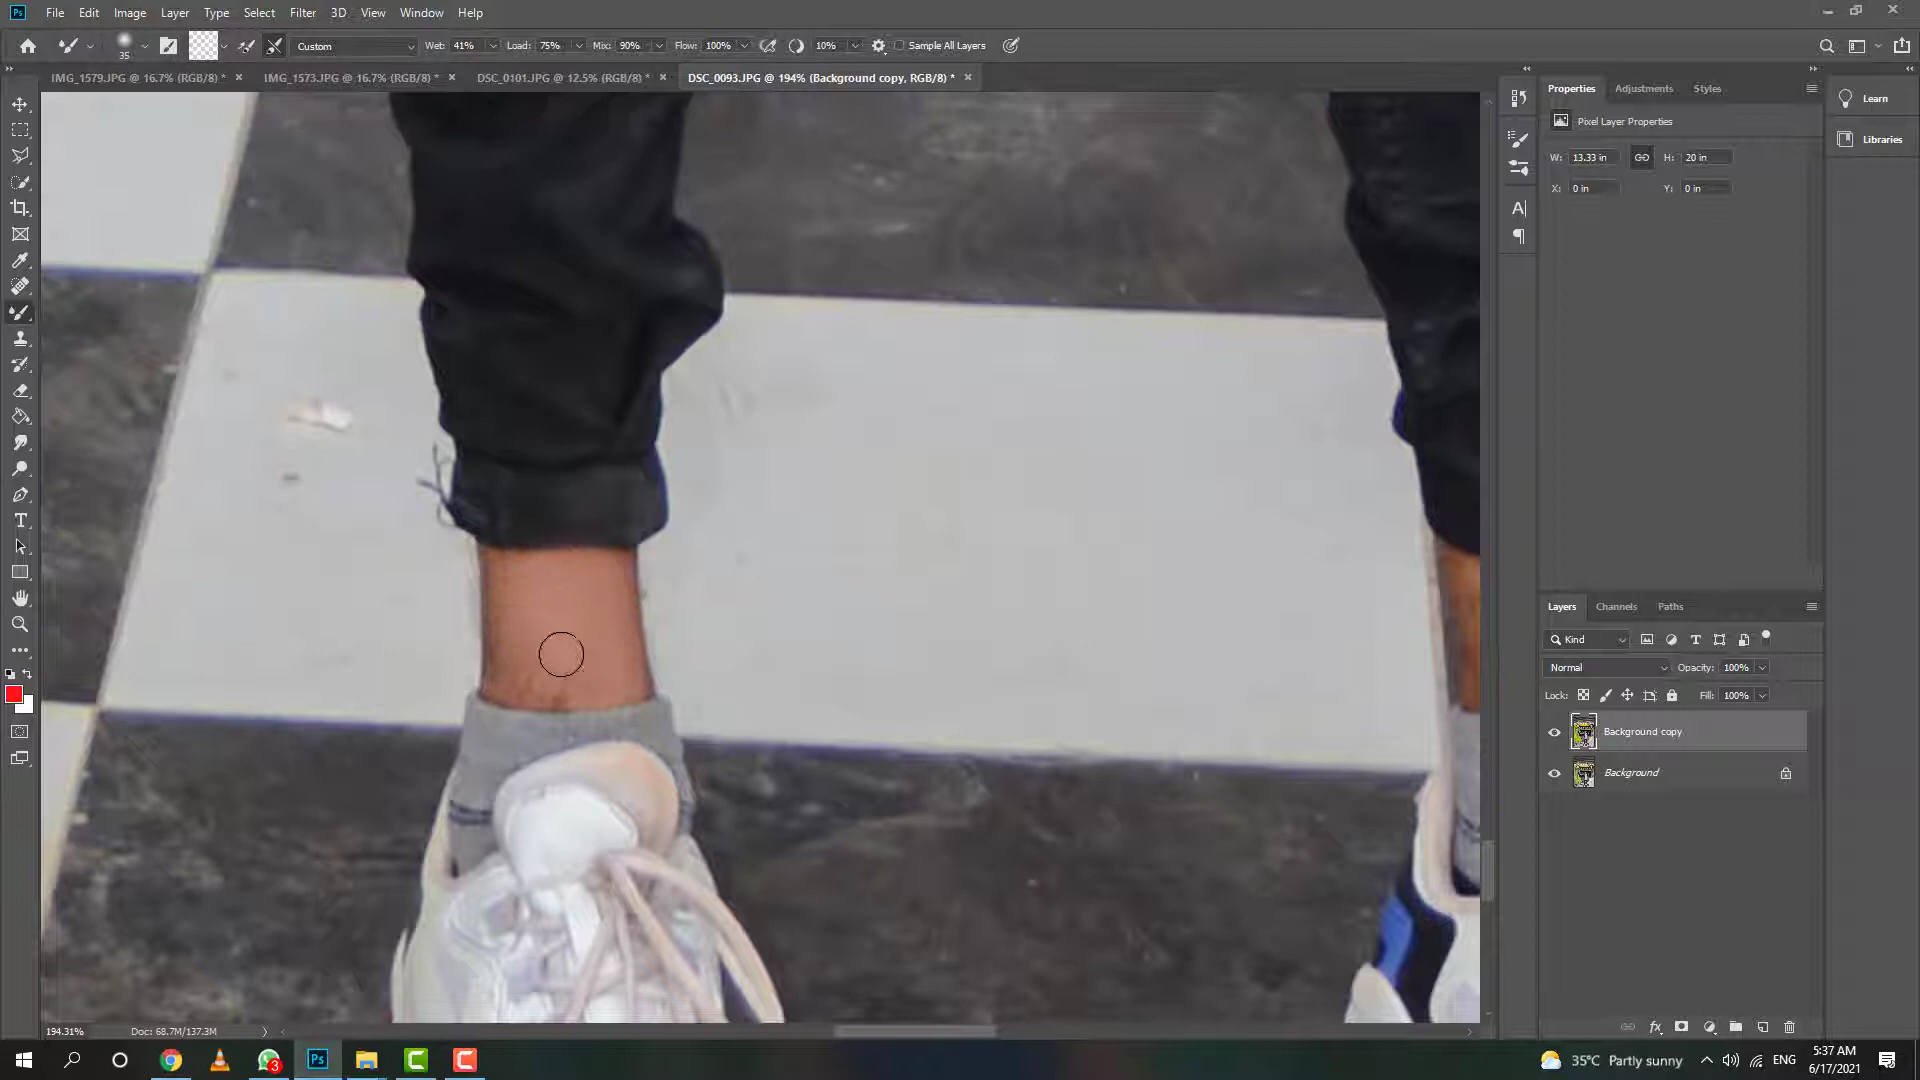 Ps File Edit Image Layer Type Select Filter 3D View Window Help
35 Custom Wet: 41% Load: 75% Mix: 90% Flow: 100% 10% Sample All Layers
IMG_1579.JPG @ 16.7% (RGB/8) * IMG_1573.JPG @ 16.7% (RGB/8) * DSC_0101.JPG @ 12.5% (RGB/8) * DSC_0093.JPG @ 194% (Background copy, RGB/8) *
Properties Adjustments Styles
Learn
Pixel Layer Properties
Libraries
W: 13.33 in H: 20 in
X: 0 in Y: 0 in
Layers Channels Paths
Kind
Normal Opacity: 100%
Lock: Fill: 100%
Background copy
Background
194.31% Doc: 68.7M/137.3M
3 Ps 35°C Partly sunny ENG 5:37 AM
6/17/2021